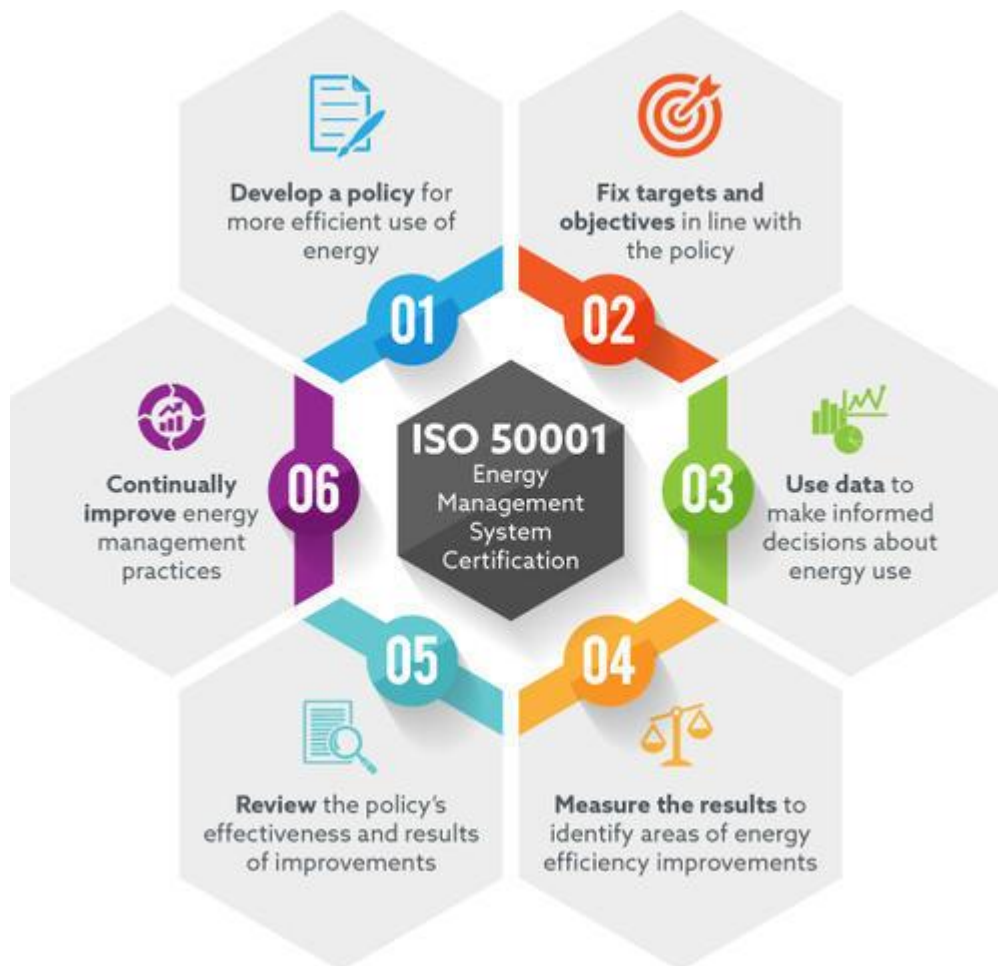 Develop a policy for
more efficient use of
energy
01
Fix targets and
objectives in line with
the policy
02
Use data to
make informed
decisions about
energy use
03
Measure the results to
identify areas of energy
efficiency improvements
04
Review the policy's
effectiveness and results
of improvements
05
Continually
improve energy
management
practices
06
ISO 50001
Energy
Management
System
Certification